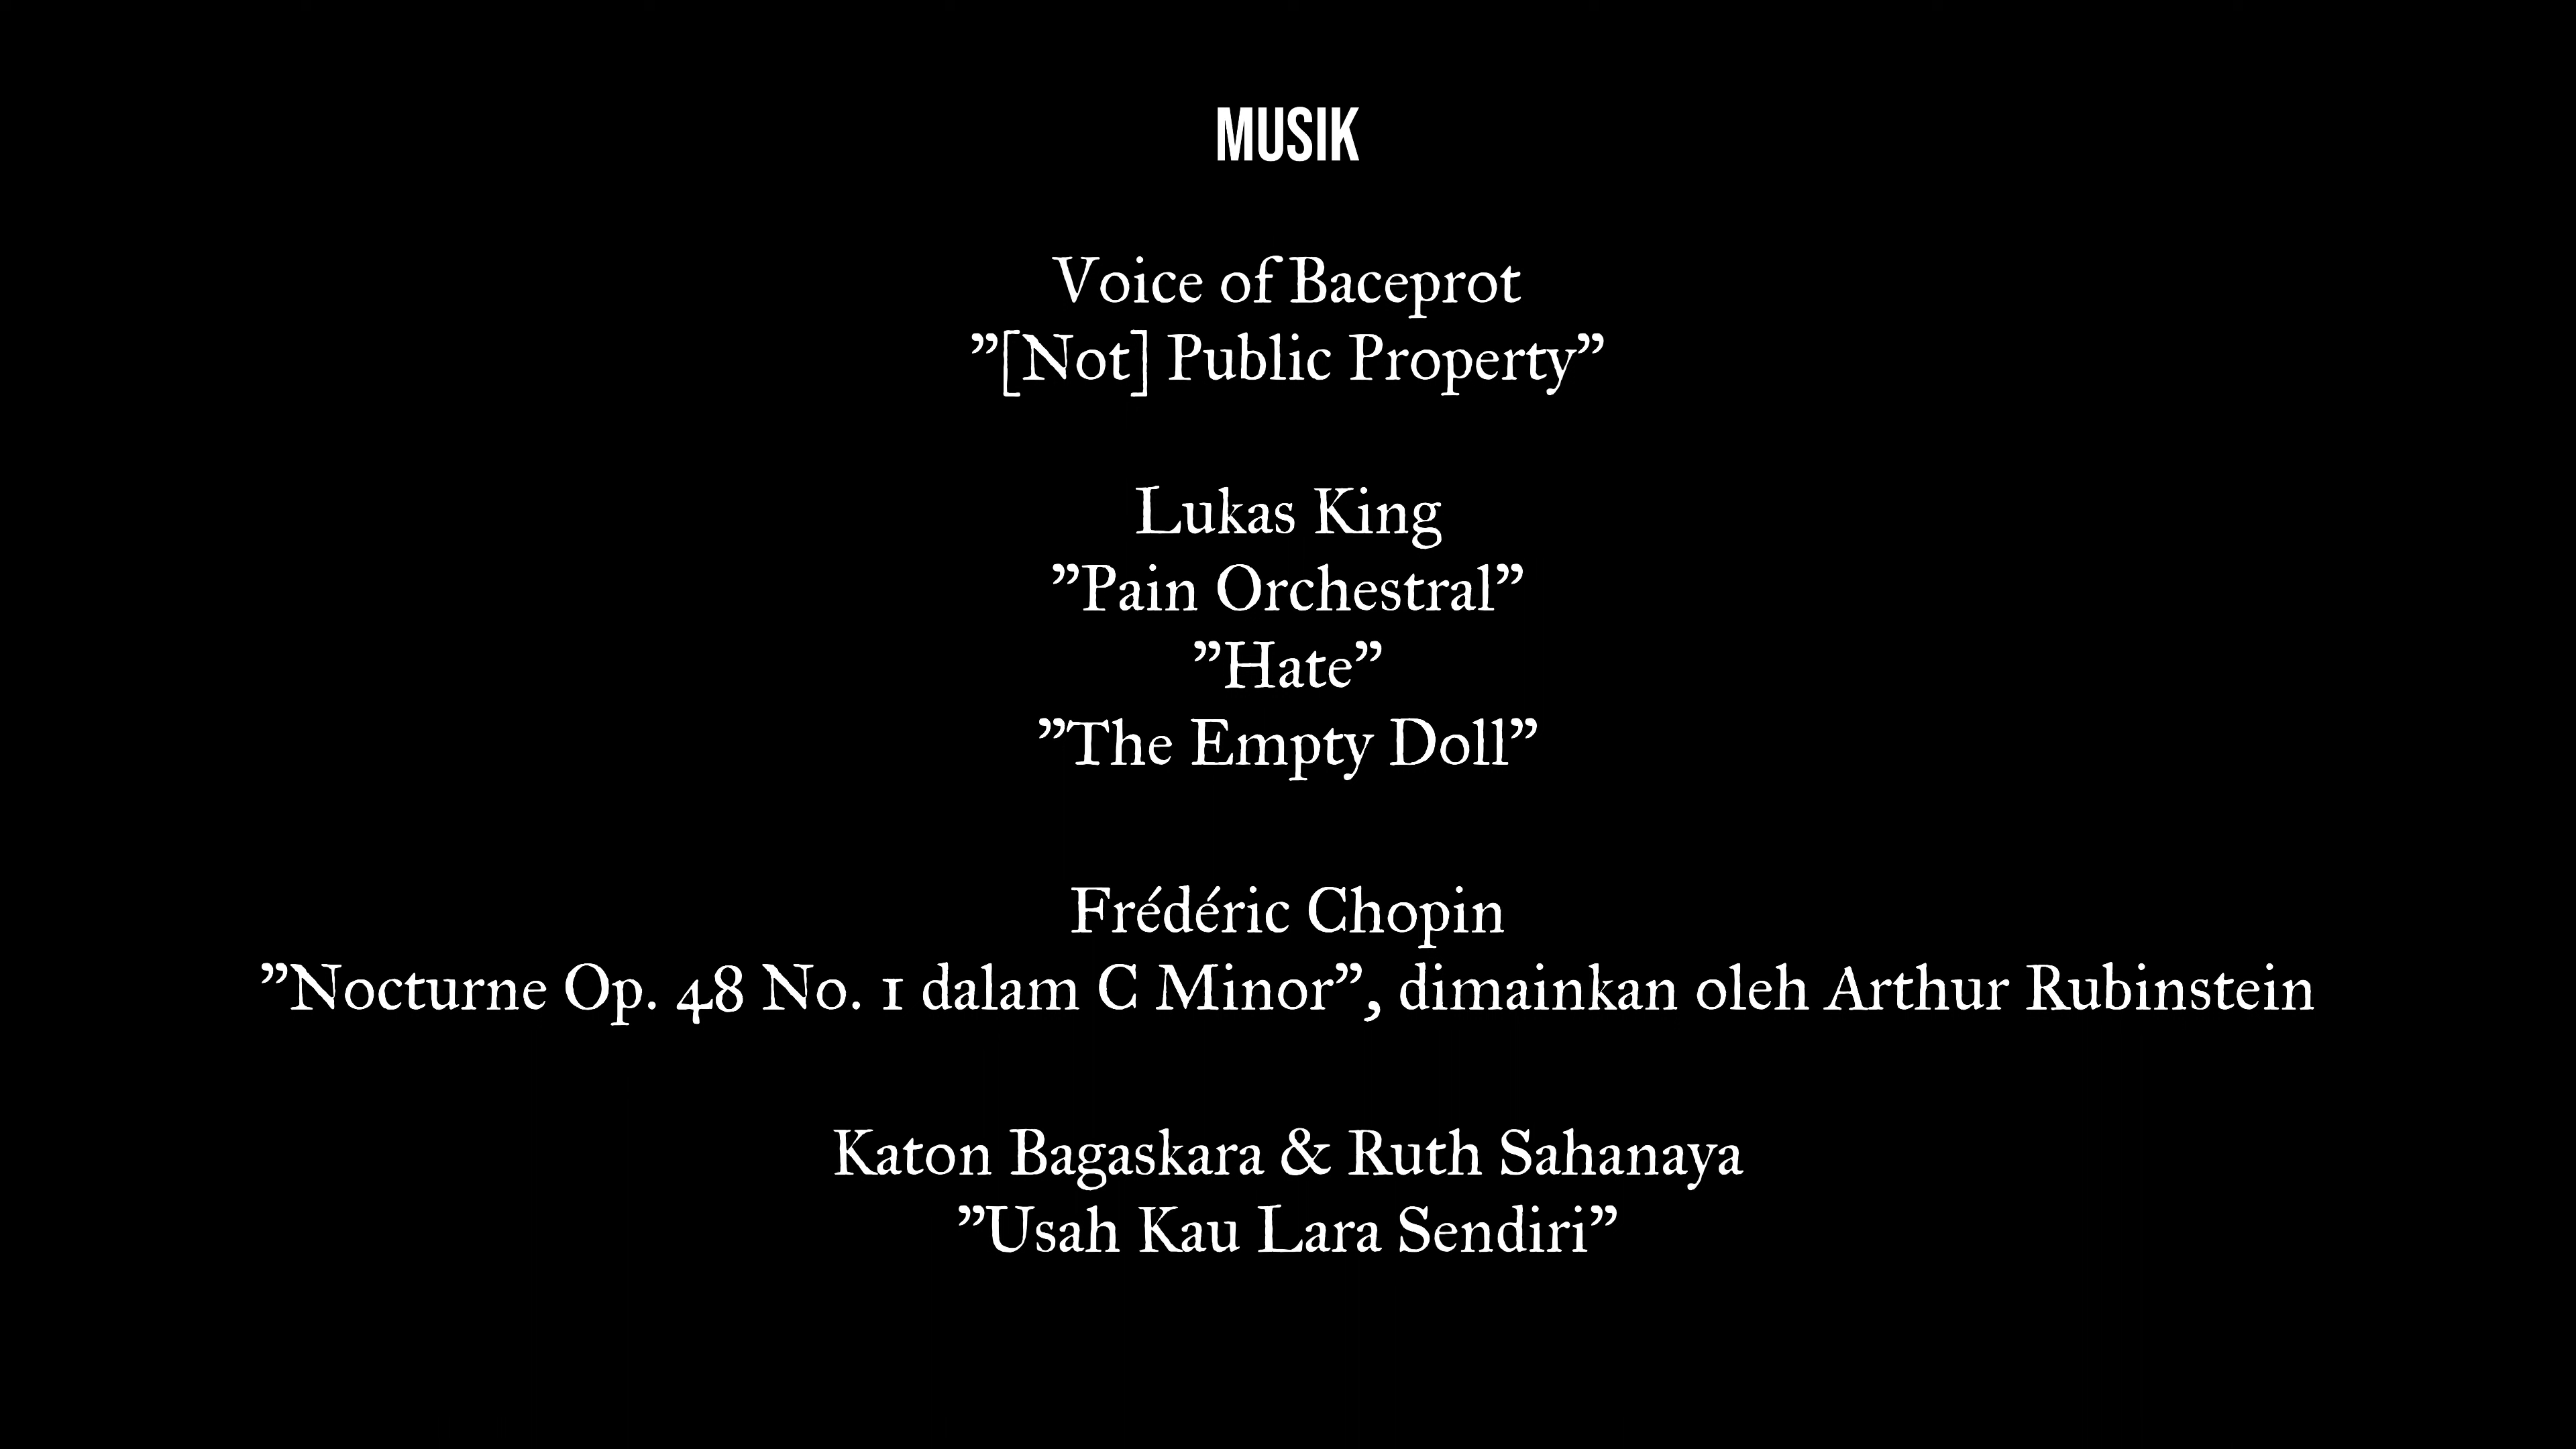 MUSIK
Voice of Baceprot
”[Not] Public Property”
Lukas King
”Pain Orchestral”
”Hate”
”The Empty Doll”
Frédéric Chopin
”Nocturne Op. 48 No. 1 dalam C Minor”, dimainkan oleh Arthur Rubinstein
Katon Bagaskara & Ruth Sahanaya
”Usah Kau Lara Sendiri”